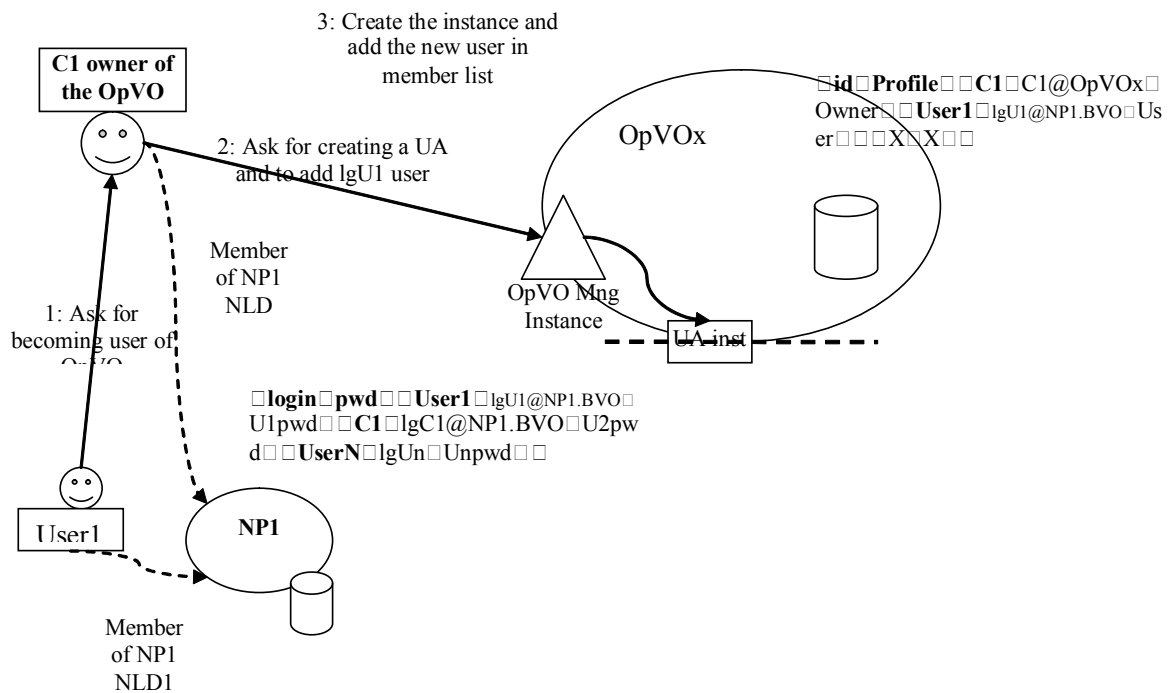 3: Create the instance and
add the new user in
member list
C1 owner of
the OpVO
□id□Profile□□C1□C1@OpVOx□
Owner□□User1□lgU1@NP1.BVO□Us
er□□□X□X□□
OpVOx
2: Ask for creating a UA
and to add lgU1 user
Member
of NP1
NLD
OpVO Mng
Instance
1: Ask for
becoming user of
OpVO
UA inst
□login□pwd□□User1□lgU1@NP1.BVO□
U1pwd□□C1□lgC1@NP1.BVO□U2pw
d□□UserN□lgUn□Unpwd□□
User1
NP1
Member
of NP1
NLD1